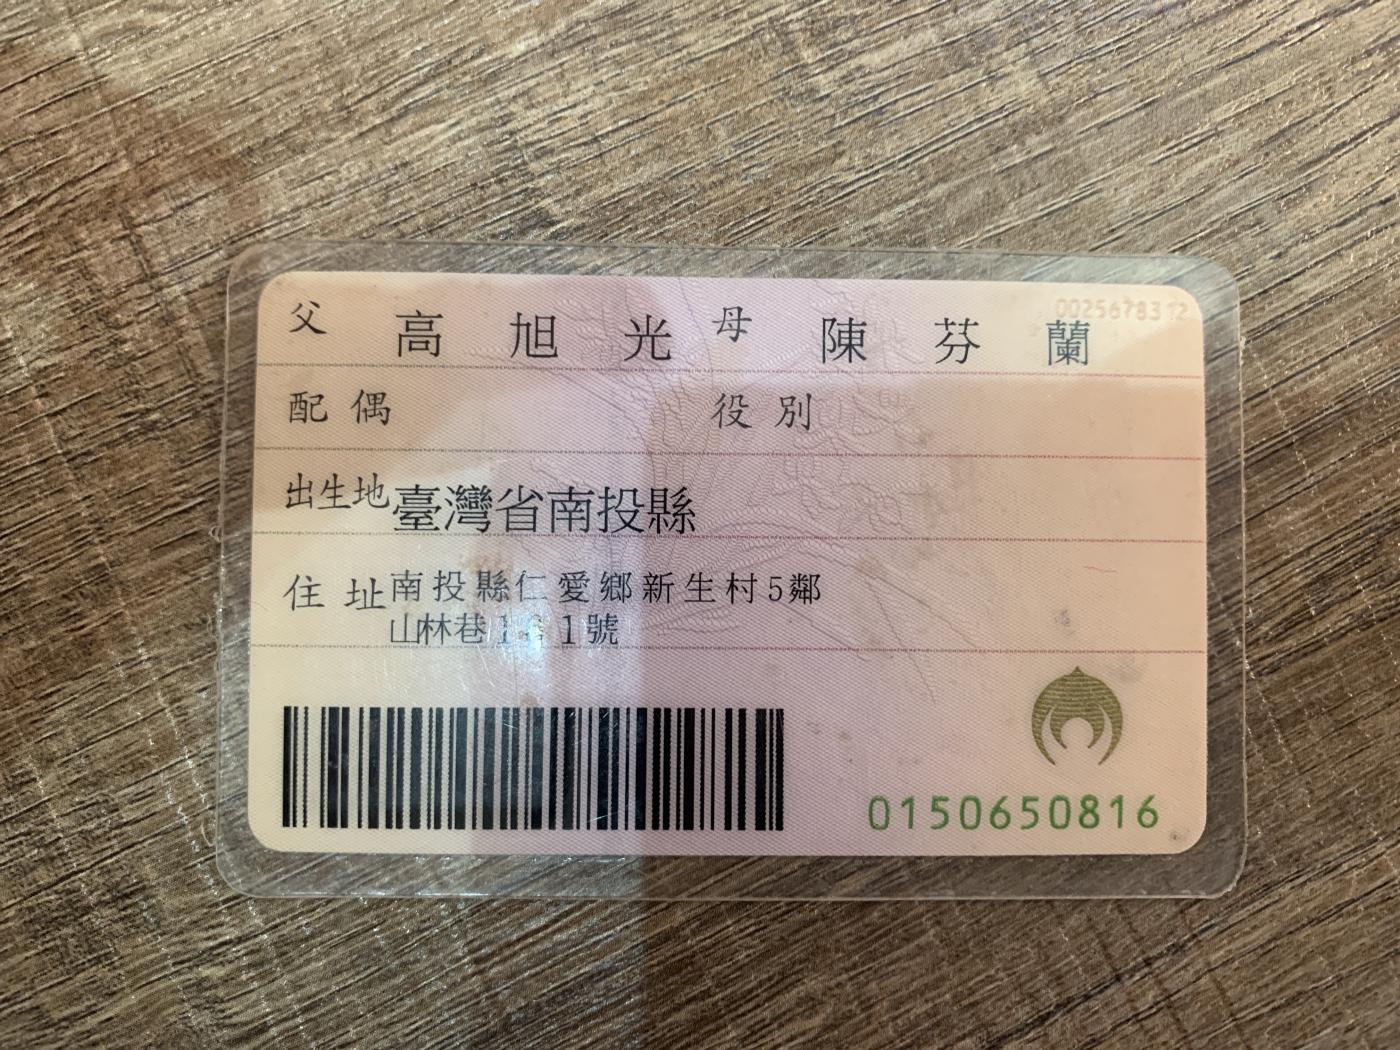 0025678312
父 高旭光 母 陳芬蘭
配偶 役別
出生地 臺灣省南投縣
住址 南投縣仁愛鄉新生村5鄰
山林巷 號
0150650816